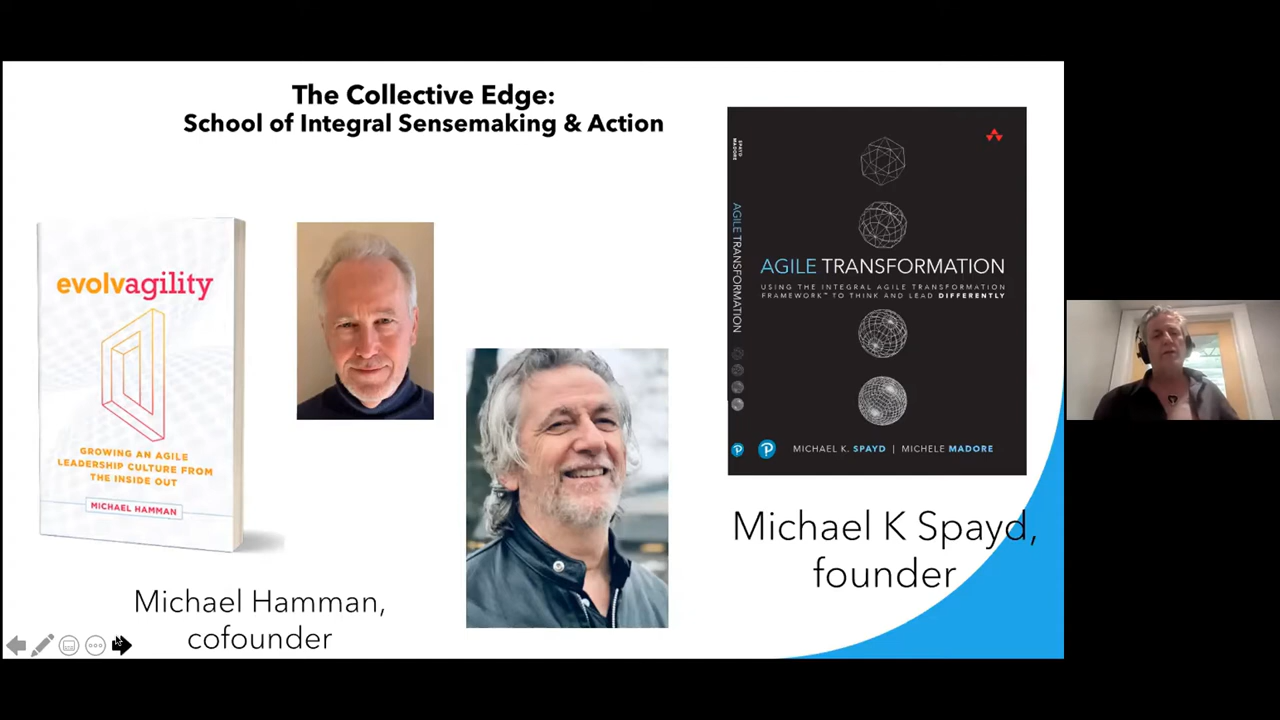 The Collective Edge:
School of Integral Sensemaking & Action
evolvagility
GROWING AN AGILE
LEADERSHIP CULTURE FROM
THE INSIDE OUT
MICHAEL HAMMAN
Michael Hamman,
cofounder
SPAYD
MADORE
AGILE TRANSFORMATION
AGILE TRANSFORMATION
USING THE INTEGRAL AGILE TRANSFORMATION
FRAMEWORK™ TO THINK AND LEAD DIFFERENTLY
MICHAEL K. SPAYD | MICHELE MADORE
Michael K Spayd,
founder